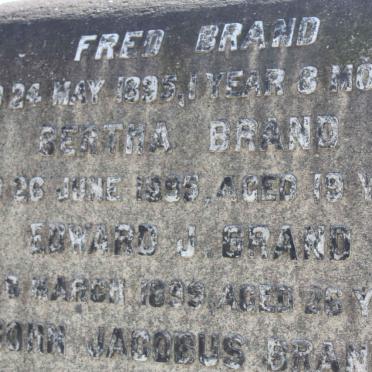 FRED BRAND
24 MAY 1895, 1 YEAR 8 MO
BERTHA BRAND
26 JUNE 1895, AGED 19 Y
EDWARD J. BRAND
MARCH 1899, AGED 26 Y
JOHN JACOBUS BRAN